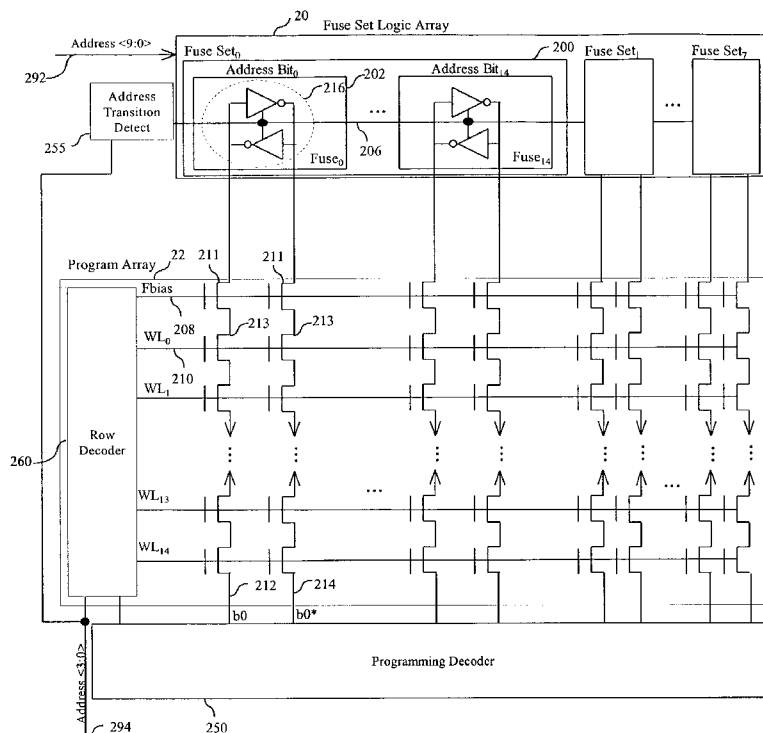 20
Fuse Set Logic Array
Address <9:0>
292
Fuse Set0
200
Fuse Set1
Fuse Set7
Address Bit0
216
202
Address Bit14
Address
Transition
Detect
255
...
206
...
Fuse0
Fuse14
22
Program Array
211
211
Fbias
208
213
213
WL0
210
WL1
260
Row
Decoder
...
...
WL13
WL14
212
214
b0
b0*
Address <3:0>
Programming Decoder
294
250